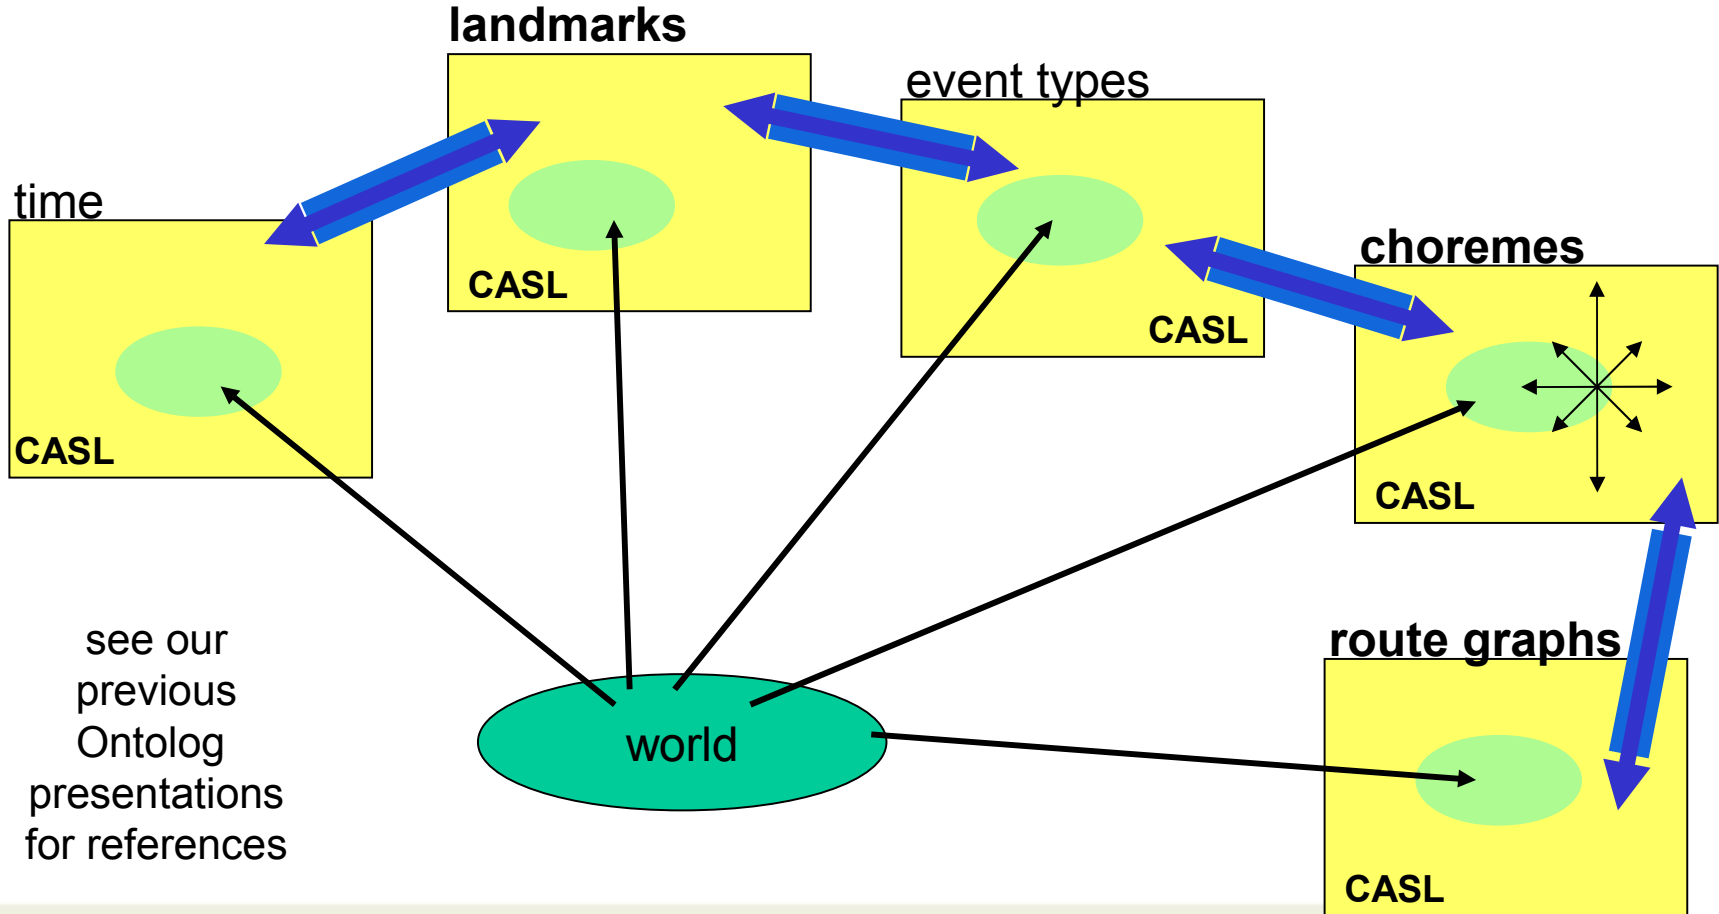 landmarks
event types
time
choremes
CASL
CASL
CASL
CASL
see our
previous
Ontolog
presentations
for references
world
route graphs
CASL